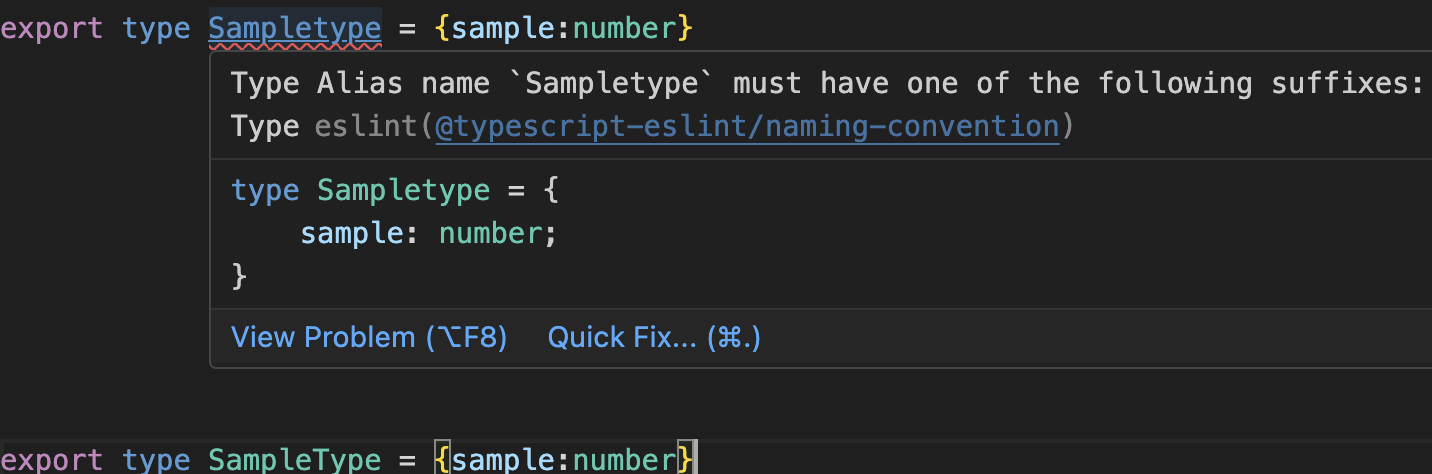 export type Sampletype = {sample:number}
Type Alias name `Sampletype` must have one of the following suffixes:
Type eslint(@typescript-eslint/naming-convention)
type Sampletype = {
    sample: number;
}
View Problem (⌥F8) Quick Fix... (⌘.)
export type SampleType = {sample:number}